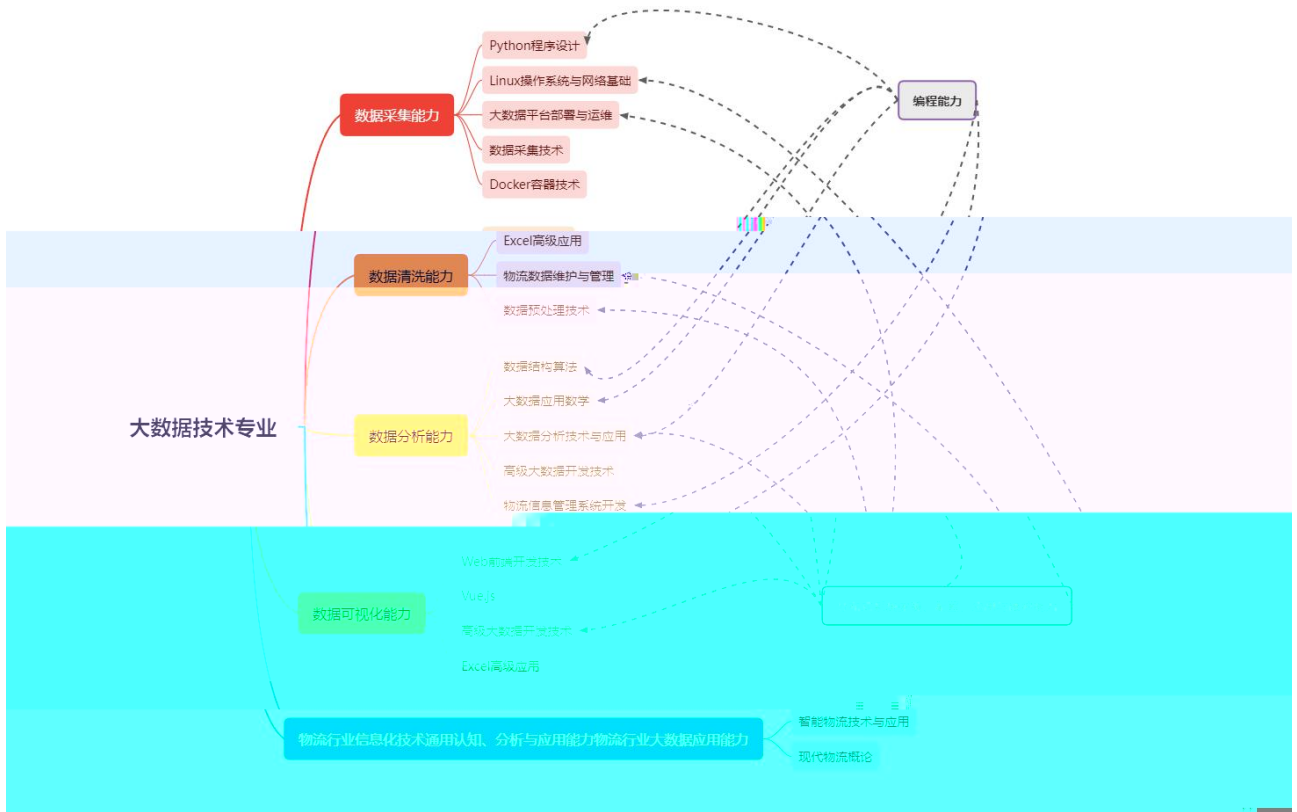 Python程序设计
Linux操作系统与网络基础
编程能力
数据采集能力
大数据平台部署与运维
数据采集技术
Docker容器技术
Excel高级应用
数据清洗能力
物流数据维护与管理
数据预处理技术
数据结构算法
大数据应用数学
大数据技术专业
数据分析能力
大数据分析技术与应用
高级大数据开发技术
物流信息管理系统开发
Web前端开发技术
Vue.js
数据可视化能力
高级大数据开发技术
Excel高级应用
智能物流技术与应用
物流行业信息化技术通用认知、分析与应用能力物流行业大数据应用能力
现代物流概论